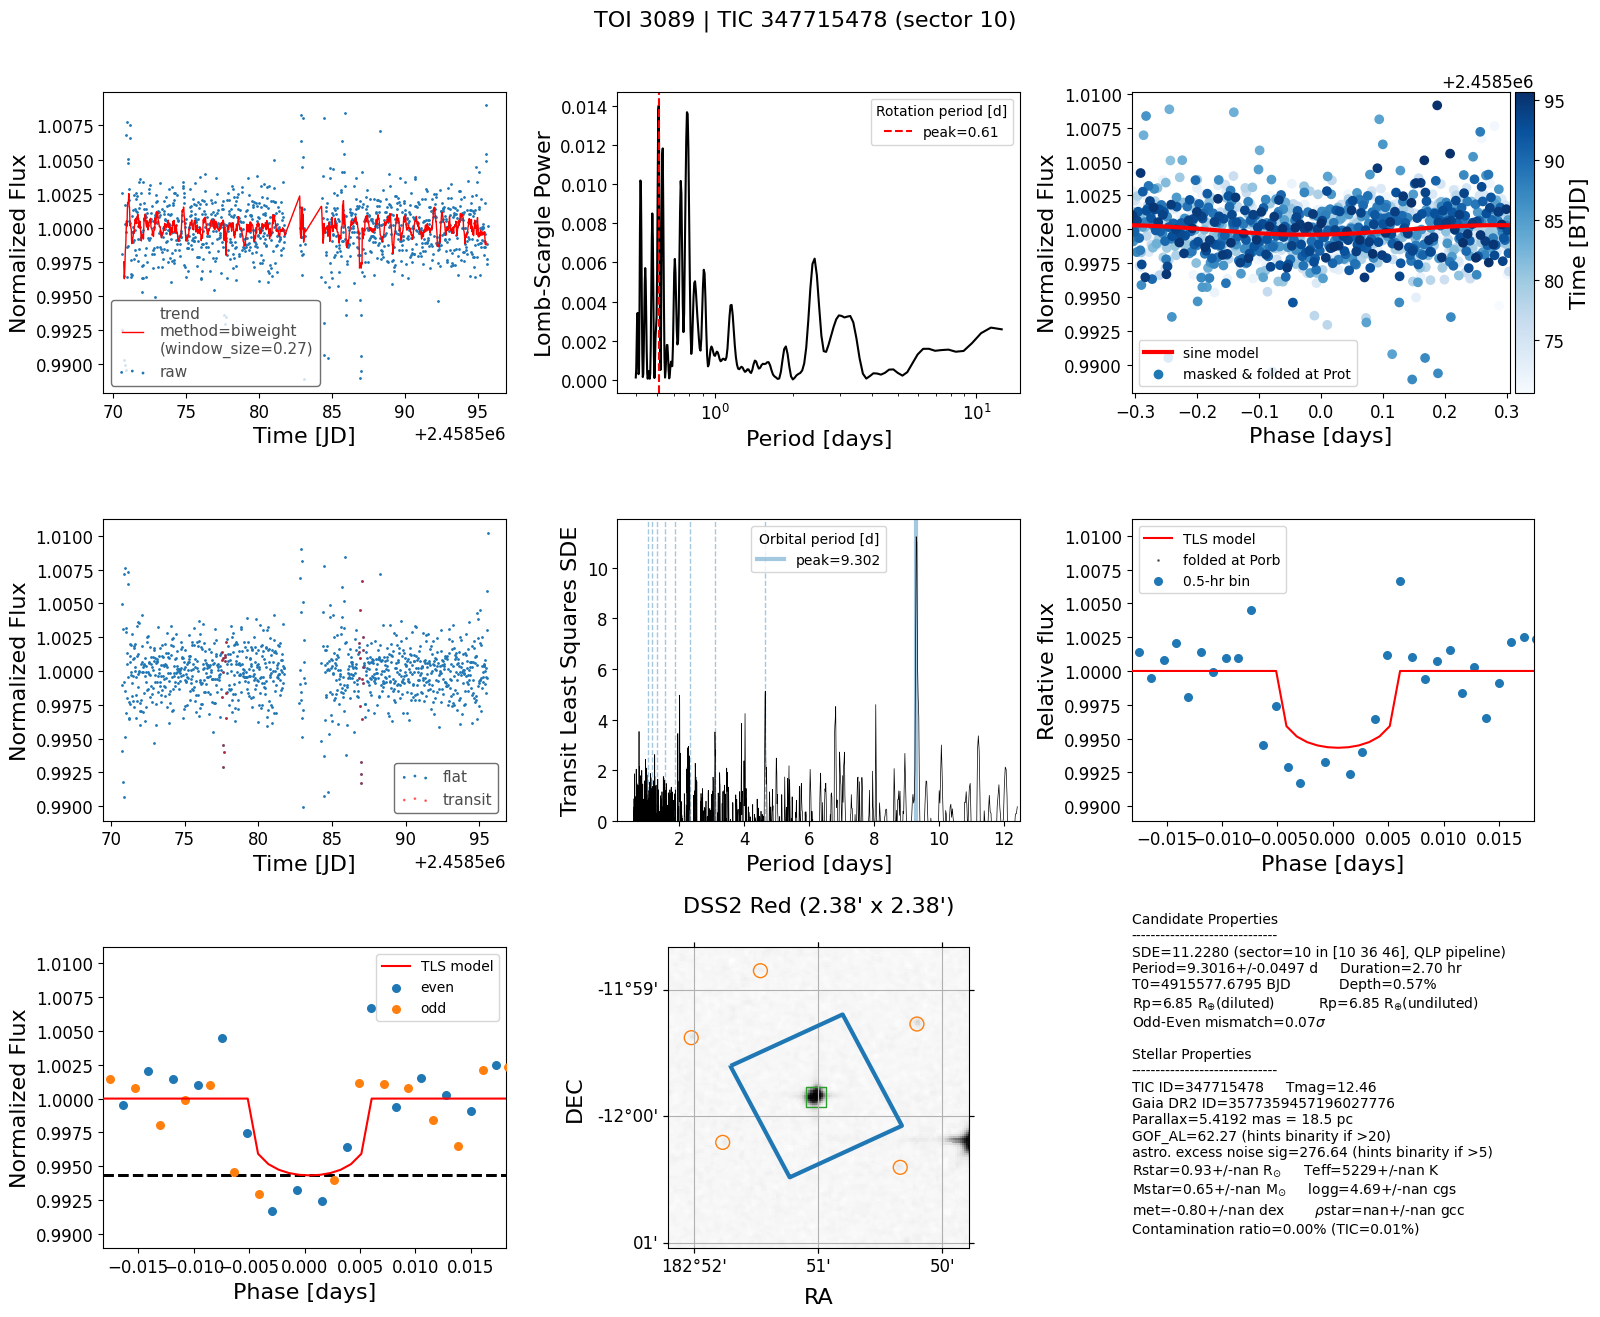 TOI 3089 | TIC 347715478 (sector 10)
Normalized Flux
1.0075
1.0050
1.0025
1.0000
0.9975
0.9950
0.9925
0.9900
trend
method=biweight
(window_size=0.27)
raw
70 75 80 85 90 95
Time [JD]
+2.4585e6
Lomb-Scargle Power
0.014
0.012
0.010
0.008
0.006
0.004
0.002
0.000
Rotation period [d]
peak=0.61
10^0 10^1
Period [days]
Normalized Flux
1.0100
1.0075
1.0050
1.0025
1.0000
0.9975
0.9950
0.9925
0.9900
sine model
masked & folded at Prot
−0.3 −0.2 −0.1 0.0 0.1 0.2 0.3
Phase [days]
+2.4585e6
95
90
85
80
75
Time [BTJD]
Normalized Flux
1.0100
1.0075
1.0050
1.0025
1.0000
0.9975
0.9950
0.9925
0.9900
flat
transit
70 75 80 85 90 95
Time [JD]
+2.4585e6
Transit Least Squares SDE
10
8
6
4
2
0
Orbital period [d]
peak=9.302
2 4 6 8 10 12
Period [days]
Relative flux
1.0100
1.0075
1.0050
1.0025
1.0000
0.9975
0.9950
0.9925
0.9900
TLS model
folded at Porb
0.5-hr bin
−0.015 −0.010 −0.005 0.000 0.005 0.010 0.015
Phase [days]
Normalized Flux
1.0100
1.0075
1.0050
1.0025
1.0000
0.9975
0.9950
0.9925
0.9900
TLS model
even
odd
−0.015 −0.010 −0.005 0.000 0.005 0.010 0.015
Phase [days]
DSS2 Red (2.38' x 2.38')
DEC
-11°59'
-12°00'
01'
182°52' 51' 50'
RA
Candidate Properties
------------------------------
SDE=11.2280 (sector=10 in [10 36 46], QLP pipeline)
Period=9.3016+/-0.0497 d Duration=2.70 hr
T0=4915577.6795 BJD Depth=0.57%
Rp=6.85 R⊕(diluted) Rp=6.85 R⊕(undiluted)
Odd-Even mismatch=0.07σ
Stellar Properties
------------------------------
TIC ID=347715478 Tmag=12.46
Gaia DR2 ID=3577359457196027776
Parallax=5.4192 mas = 18.5 pc
GOF_AL=62.27 (hints binarity if >20)
astro. excess noise sig=276.64 (hints binarity if >5)
Rstar=0.93+/-nan R⊙ Teff=5229+/-nan K
Mstar=0.65+/-nan M⊙ logg=4.69+/-nan cgs
met=-0.80+/-nan dex ρstar=nan+/-nan gcc
Contamination ratio=0.00% (TIC=0.01%)